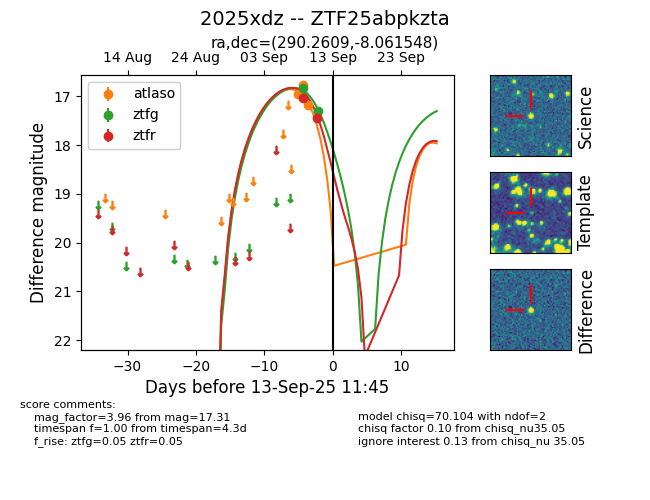 2025xdz -- ZTF25abpkzta
ra,dec=(290.2609,-8.061548)
14 Aug 24 Aug 03 Sep 13 Sep 23 Sep
atlaso
ztfg
ztfr
17
18
19
20
21
22
Difference magnitude
−30 −20 −10 0 10
Days before 13-Sep-25 11:45
Science
Template
Difference
score comments:
mag_factor=3.96 from mag=17.31
timespan f=1.00 from timespan=4.3d
f_rise: ztfg=0.05 ztfr=0.05
model chisq=70.104 with ndof=2
chisq factor 0.10 from chisq_nu35.05
ignore interest 0.13 from chisq_nu 35.05